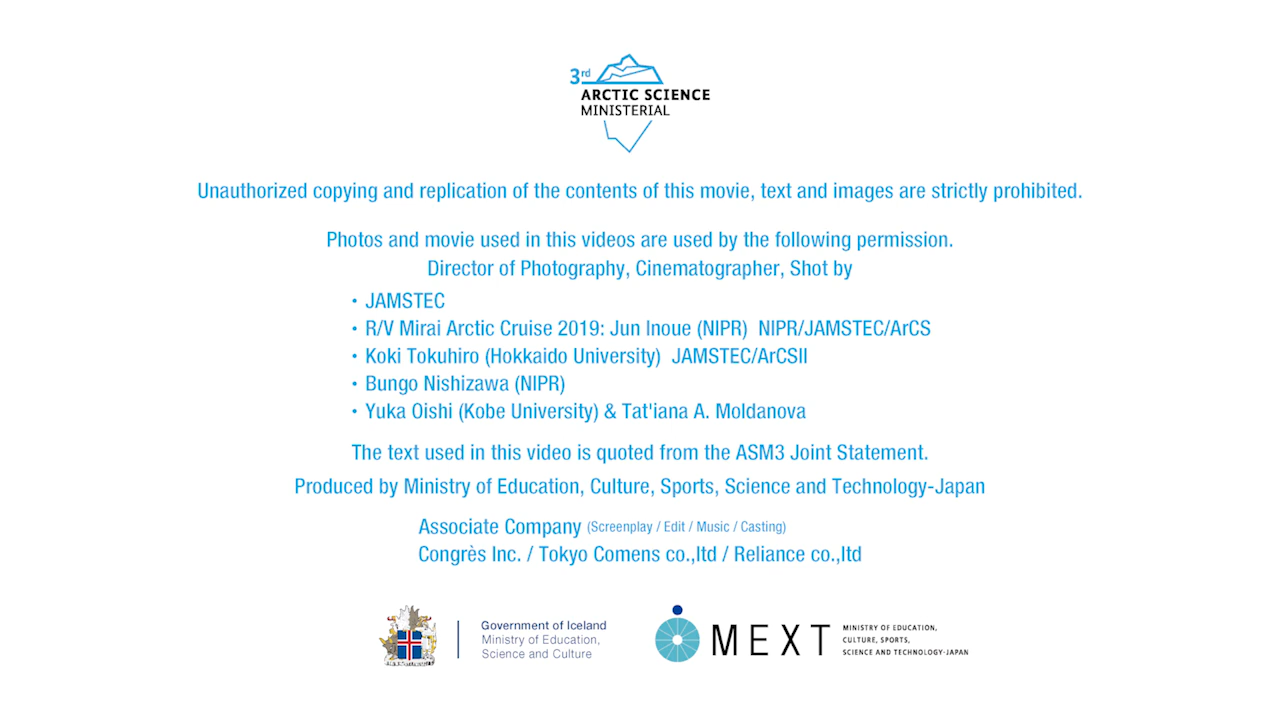 3rd
ARCTIC SCIENCE
MINISTERIAL
Unauthorized copying and replication of the contents of this movie, text and images are strictly prohibited.
Photos and movie used in this videos are used by the following permission.
Director of Photography, Cinematographer, Shot by
・JAMSTEC
・R/V Mirai Arctic Cruise 2019: Jun Inoue (NIPR) NIPR/JAMSTEC/ArCS
・Koki Tokuhiro (Hokkaido University) JAMSTEC/ArCSII
・Bungo Nishizawa (NIPR)
・Yuka Oishi (Kobe University) & Tat'iana A. Moldanova
The text used in this video is quoted from the ASM3 Joint Statement.
Produced by Ministry of Education, Culture, Sports, Science and Technology-Japan
Associate Company (Screenplay / Edit / Music / Casting)
Congrès Inc. / Tokyo Comens co.,ltd / Reliance co.,ltd
Government of Iceland
Ministry of Education,
Science and Culture
MEXT
MINISTRY OF EDUCATION,
CULTURE, SPORTS,
SCIENCE AND TECHNOLOGY-JAPAN